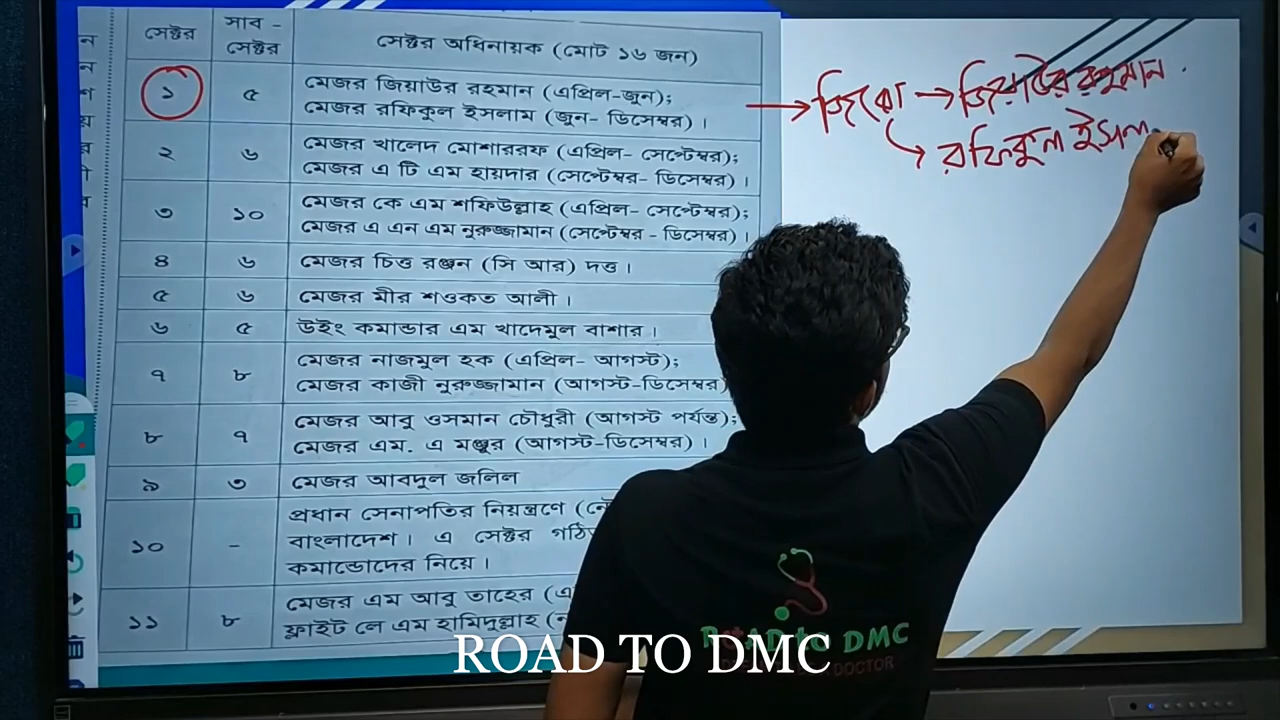 সেক্টর
সাব -
সেক্টর
সেক্টর অধিনায়ক (মোট ১৬ জন)
১
৫
মেজর জিয়াউর রহমান (এপ্রিল-জুন);
মেজর রফিকুল ইসলাম (জুন- ডিসেম্বর)।
২
৬
মেজর খালেদ মোশাররফ (এপ্রিল- সেপ্টেম্বর);
মেজর এ টি এম হায়দার (সেপ্টেম্বর- ডিসেম্বর)।
৩
১০
মেজর কে এম শফিউল্লাহ (এপ্রিল- সেপ্টেম্বর);
মেজর এ এন এম নুরুজ্জামান (সেপ্টেম্বর - ডিসেম্বর)।
৪
৬
মেজর চিত্ত রঞ্জন (সি আর) দত্ত।
৫
৬
মেজর মীর শওকত আলী।
৬
৫
উইং কমান্ডার এম খাদেমুল বাশার।
৭
৮
মেজর নাজমুল হক (এপ্রিল- আগস্ট);
মেজর কাজী নুরুজ্জামান (আগস্ট-ডিসেম্বর)
৮
৭
মেজর আবু ওসমান চৌধুরী (আগস্ট পর্যন্ত);
মেজর এম. এ মঞ্জুর (আগস্ট-ডিসেম্বর)।
৯
৩
মেজর আবদুল জলিল
১০
-
প্রধান সেনাপতির নিয়ন্ত্রণে
বাংলাদেশ। এ সেক্টর
কমান্ডোদের নিয়ে।
১১
৮
মেজর এম আবু তাহের
ফ্লাইট লে এম হামিদুল্লাহ
→ জিরো → জিয়াউর রহমান
→ রফিকুল ইসলা
ROAD TO DMC
DOCTOR
ROAD TO DMC